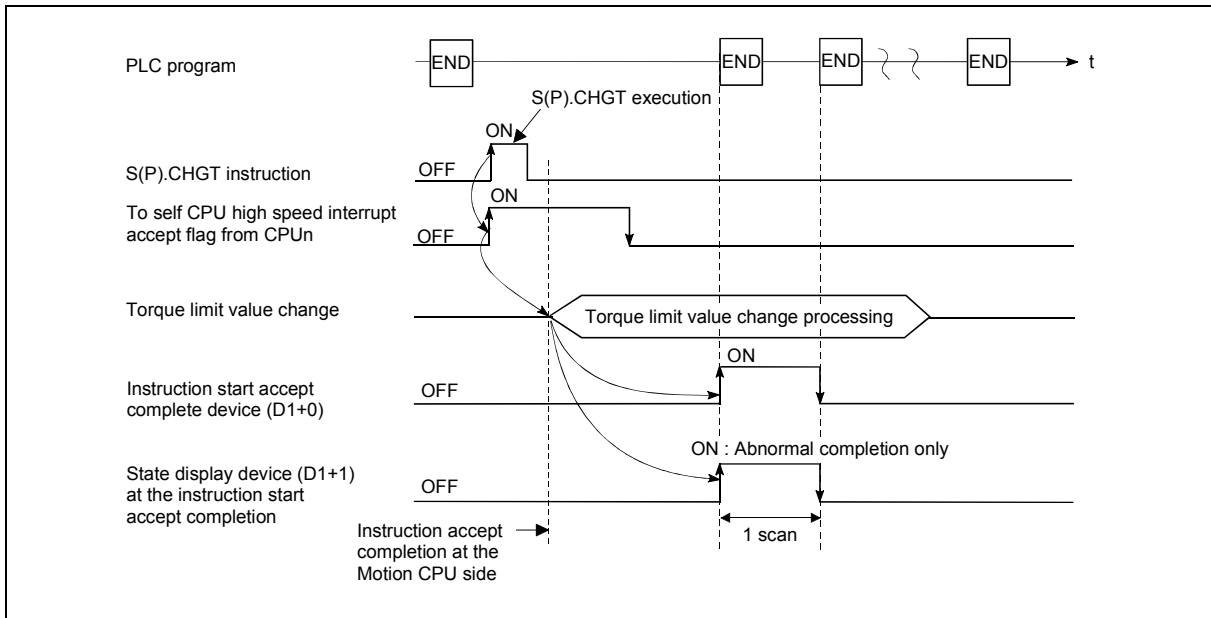 PLC program
END
END
END
END
t
S(P).CHGT execution
ON
S(P).CHGT instruction
OFF
To self CPU high speed interrupt
accept flag from CPUn
ON
OFF
Torque limit value change
Torque limit value change processing
Instruction start accept
complete device (D1+0)
OFF
ON
State display device (D1+1)
at the instruction start
accept completion
OFF
ON : Abnormal completion only
Instruction accept
completion at the
Motion CPU side
1 scan